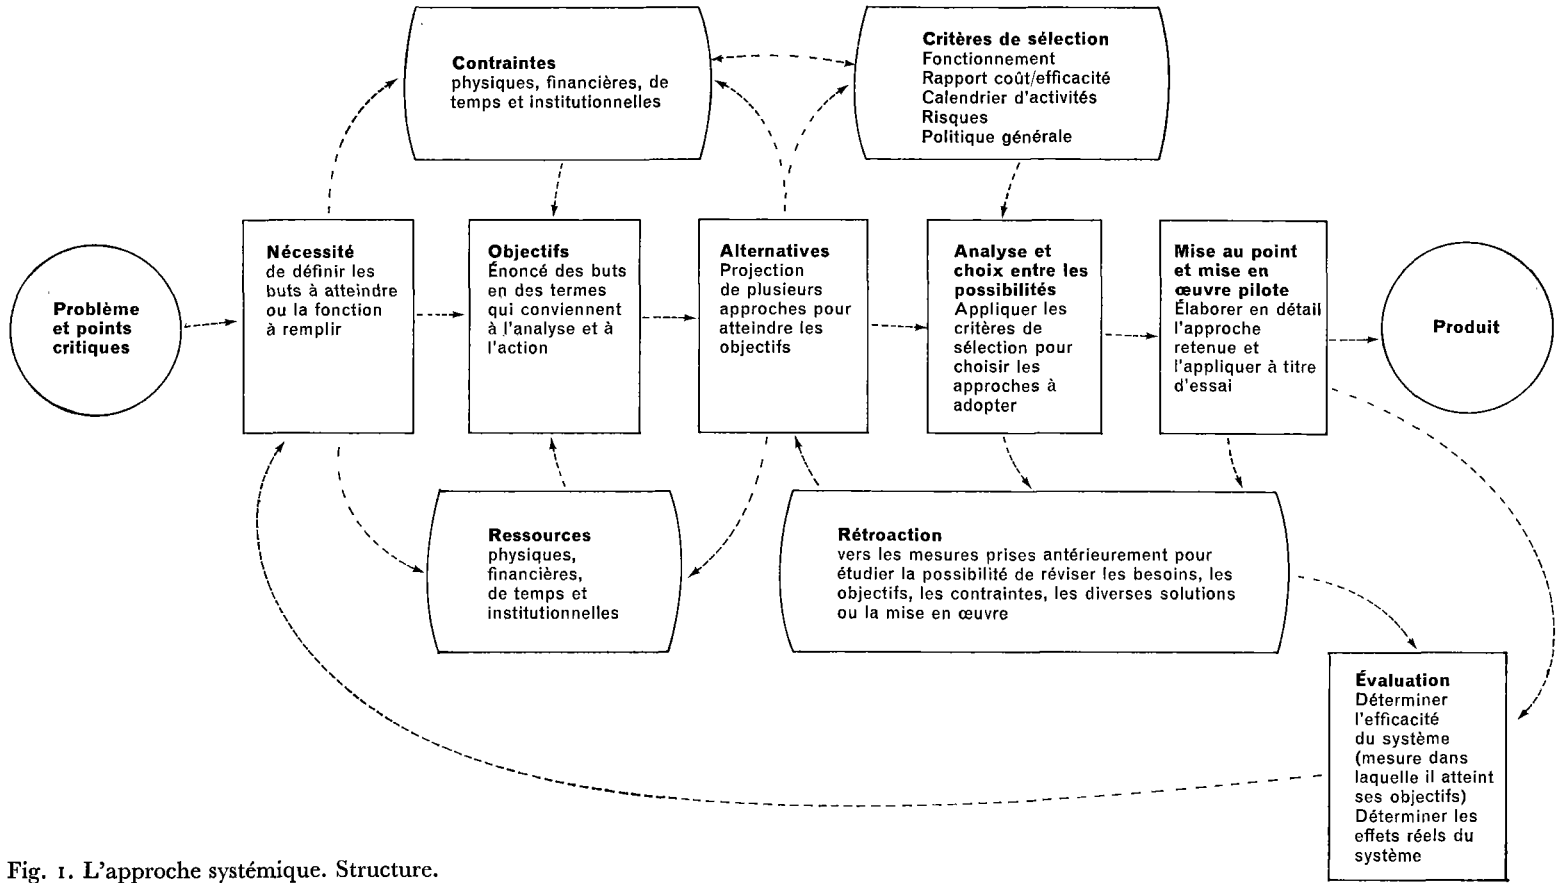 Contraintes
physiques, financières, de
temps et institutionnelles
Critères de sélection
Fonctionnement
Rapport coût/efficacité
Calendrier d'activités
Risques
Politique générale
Problème
et points
critiques
Nécessité
de définir les
buts à atteindre
ou la fonction
à remplir
Objectifs
Énoncé des buts
en des termes
qui conviennent
à l'analyse et à
l'action
Alternatives
Projection
de plusieurs
approches pour
atteindre les
objectifs
Analyse et
choix entre les
possibilités
Appliquer les
critères de
sélection pour
choisir les
approches à
adopter
Mise au point
et mise en
œuvre pilote
Élaborer en détail
l'approche
retenue et
l'appliquer à titre
d'essai
Produit
Ressources
physiques,
financières,
de temps et
institutionnelles
Rétroaction
vers les mesures prises antérieurement pour
étudier la possibilité de réviser les besoins, les
objectifs, les contraintes, les diverses solutions
ou la mise en œuvre
Évaluation
Déterminer
l'efficacité
du système
(mesure dans
laquelle il atteint
ses objectifs)
Déterminer les
effets réels du
système
Fig. 1. L'approche systémique. Structure.